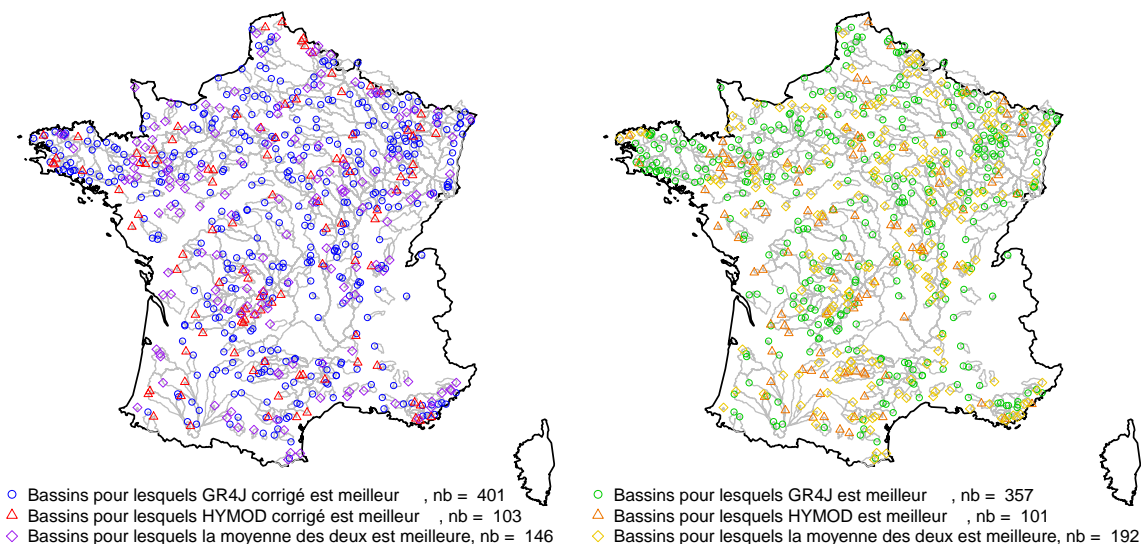 Bassins pour lesquels GR4J corrigé est meilleur , nb = 401
Bassins pour lesquels HYMOD corrigé est meilleur , nb = 103
Bassins pour lesquels la moyenne des deux est meilleure, nb = 146
Bassins pour lesquels GR4J est meilleur , nb = 357
Bassins pour lesquels HYMOD est meilleur , nb = 101
Bassins pour lesquels la moyenne des deux est meilleure, nb = 192